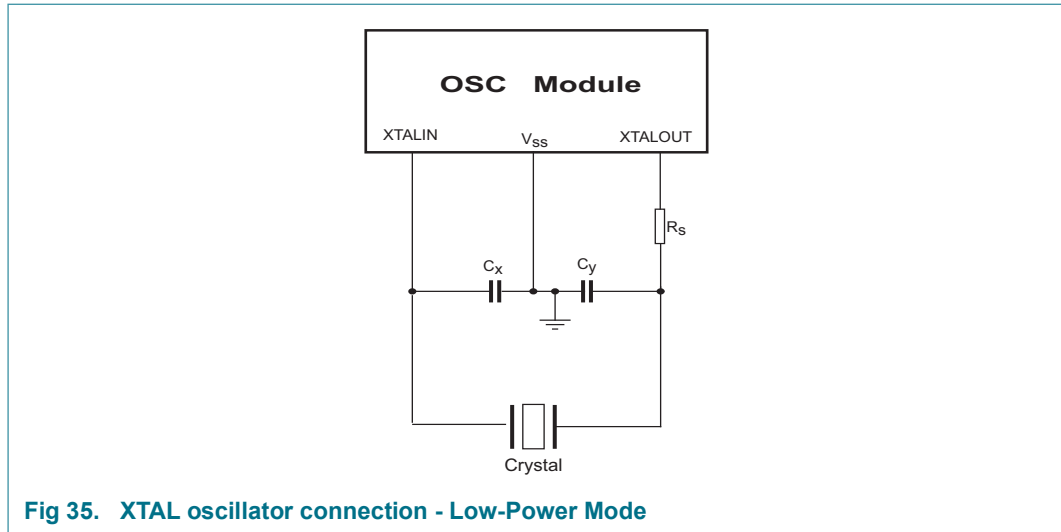 OSC Module
XTALIN
Vss
XTALOUT
Rs
Cx
Cy
Crystal
Fig 35. XTAL oscillator connection - Low-Power Mode